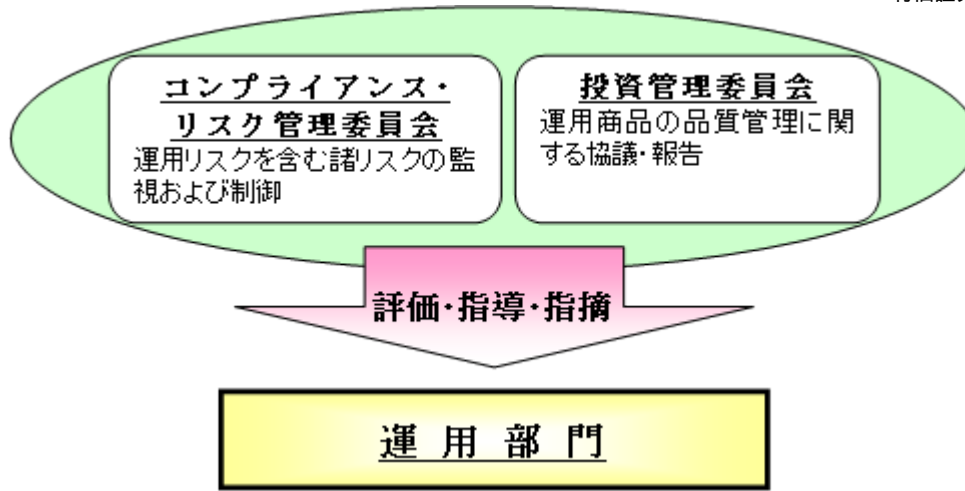 コンプライアンス・
リスク管理委員会
運用リスクを含む諸リスクの監
視および制御
投資管理委員会
運用商品の品質管理に関
する協議・報告
評価・指導・指摘
運用部門